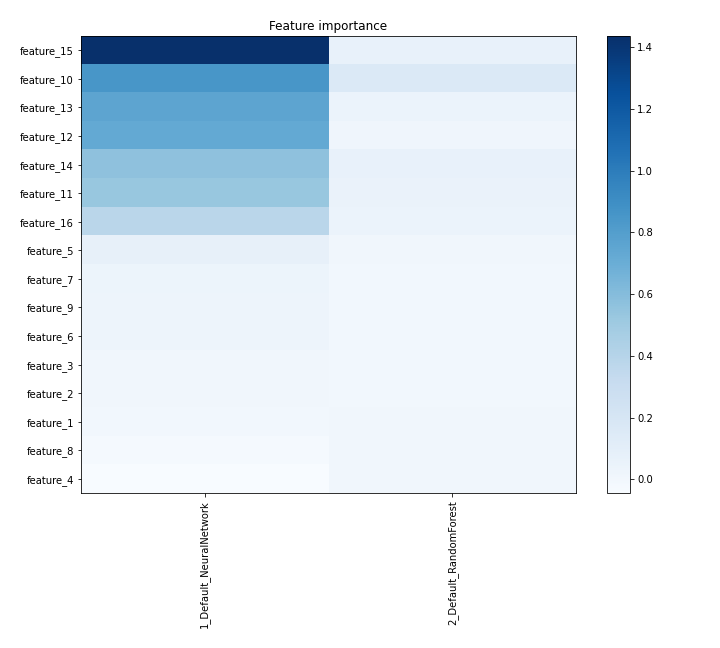 Feature importance
feature_15
feature_10
feature_13
feature_12
feature_14
feature_11
feature_16
feature_5
feature_7
feature_9
feature_6
feature_3
feature_2
feature_1
feature_8
feature_4
1_Default_NeuralNetwork
2_Default_RandomForest
1.4
1.2
1.0
0.8
0.6
0.4
0.2
0.0